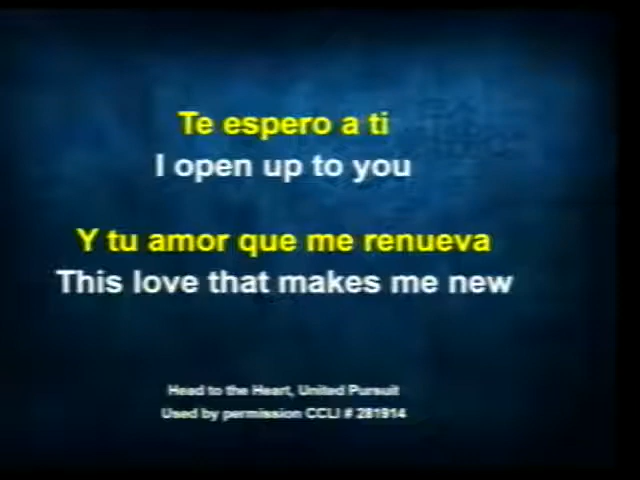 Te espero a ti
I open up to you
Y tu amor que me renueva
This love that makes me new
Head to the Heart, United Pursuit
Used by permission CCLI # 281914